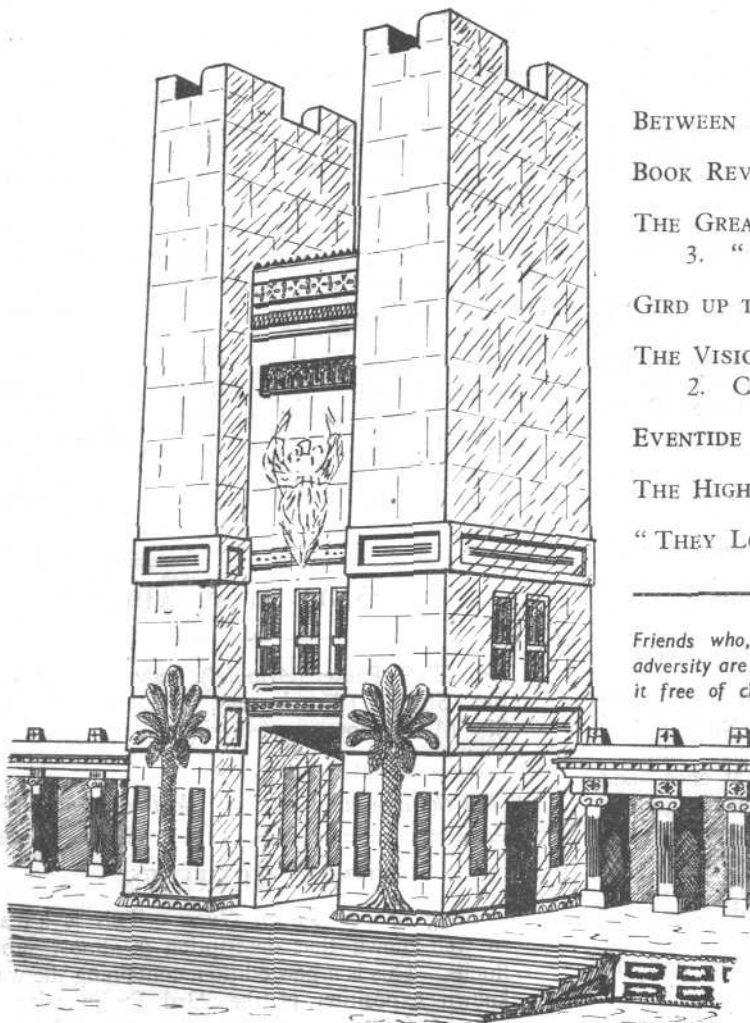 BETWEEN
BOOK REV
THE GREA
3. "
GIRD UP T
THE VISIO
2. C
EVENTIDE
THE HIGH
" THEY LO
Friends who,
adversity are
it free of c